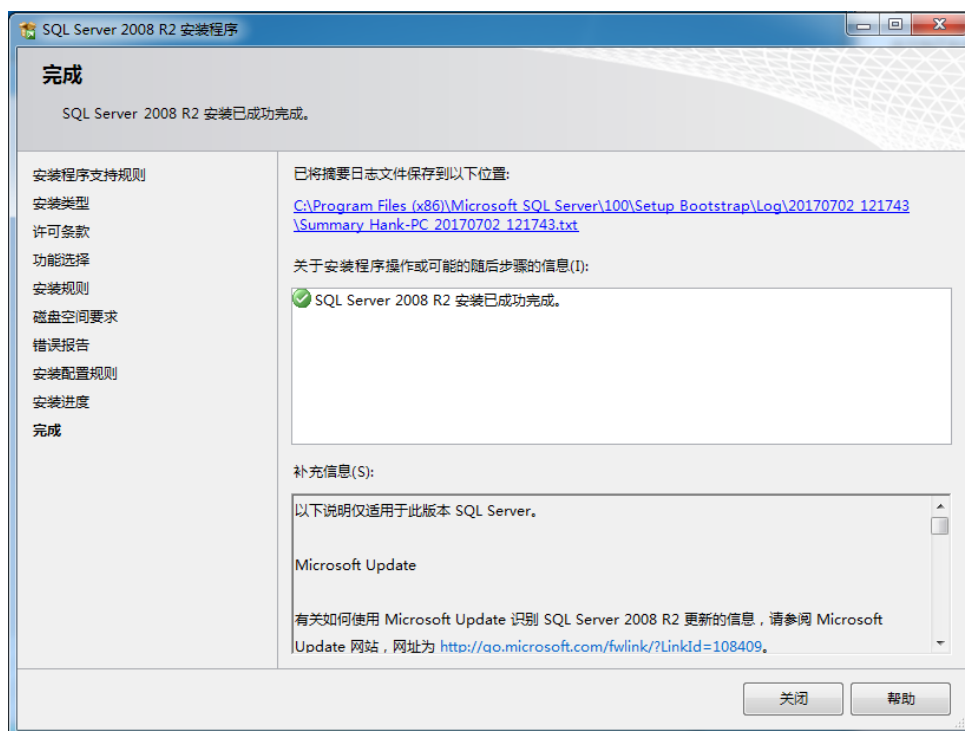 SQL Server 2008 R2 安装程序
完成
SQL Server 2008 R2 安装已成功完成。
安装程序支持规则
安装类型
许可条款
功能选择
安装规则
磁盘空间要求
错误报告
安装配置规则
安装进度
完成
已将摘要日志文件保存到以下位置:
C:\Program Files (x86)\Microsoft SQL Server\100\Setup Bootstrap\Log\20170702_121743
\Summary_Hank-PC_20170702_121743.txt
关于安装程序操作或可能的随后步骤的信息(I):
SQL Server 2008 R2 安装已成功完成。
补充信息(S):
以下说明仅适用于此版本 SQL Server。
Microsoft Update
有关如何使用 Microsoft Update 识别 SQL Server 2008 R2 更新的信息，请参阅 Microsoft
Update 网站，网址为 http://go.microsoft.com/fwlink/?LinkId=108409。
关闭
帮助